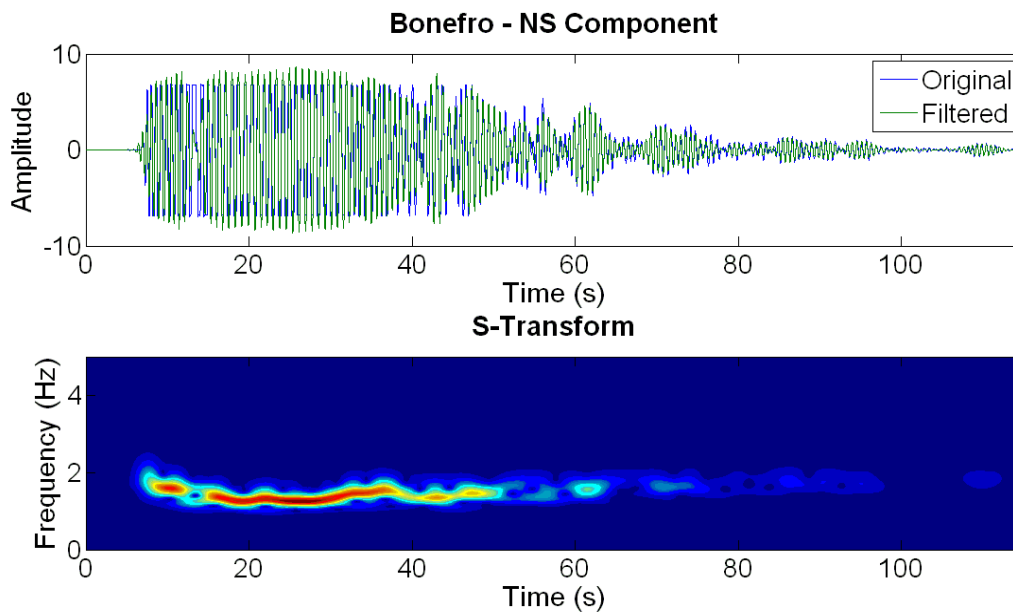 Bonefro - NS Component
10
0
-10
Amplitude
Original
Filtered
0 20 40 60 80 100
Time (s)
S-Transform
4
2
0
Frequency (Hz)
0 20 40 60 80 100
Time (s)